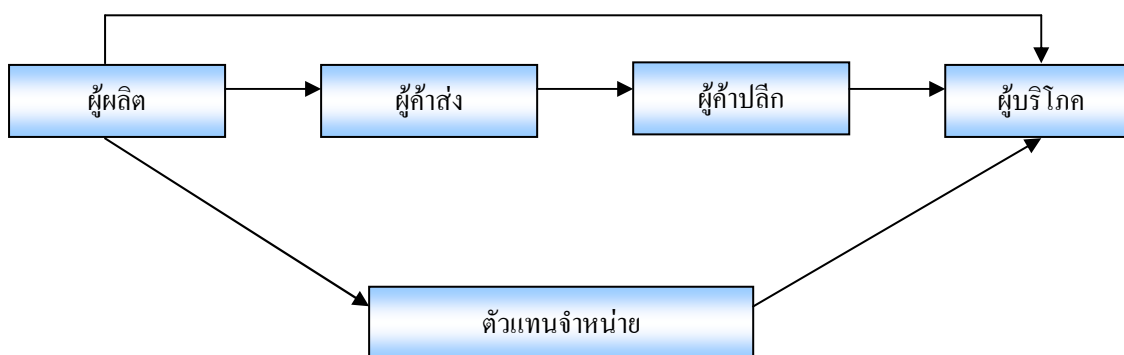 ผู้ผลิต
ผู้ค้าส่ง
ผู้ค้าปลีก
ผู้บริโภค
ตัวแทนจำหน่าย